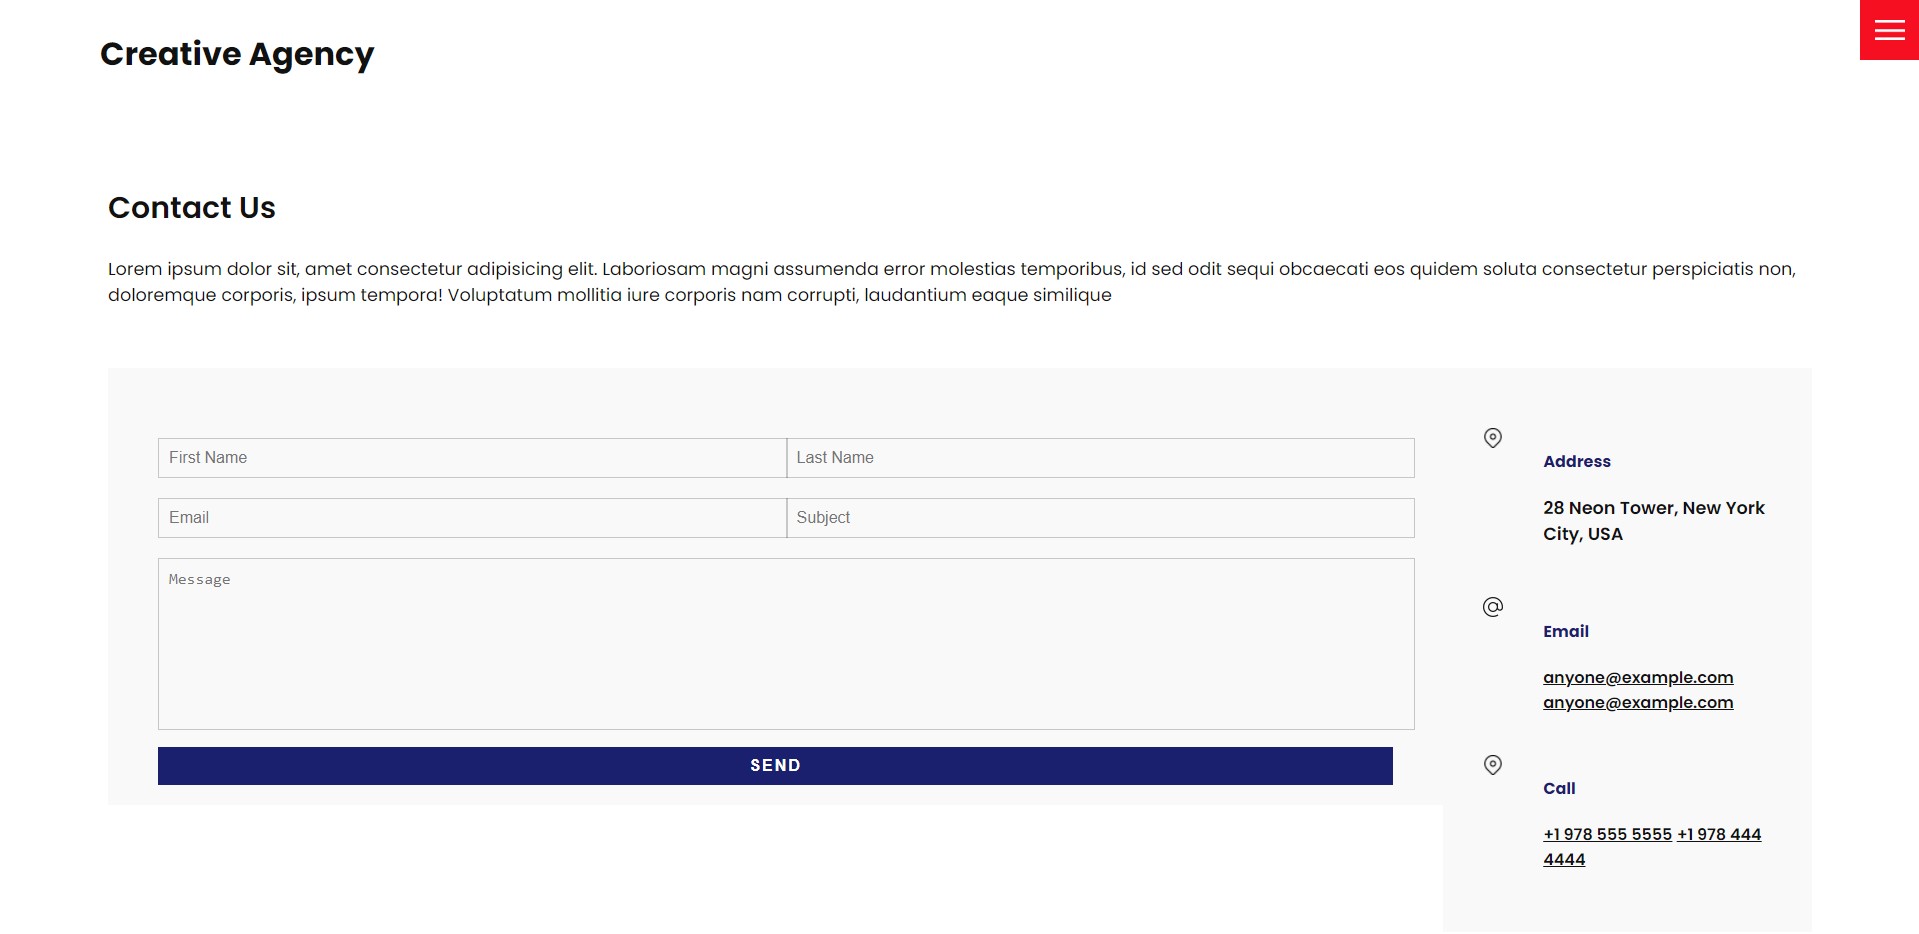 Creative Agency
Contact Us
Lorem ipsum dolor sit, amet consectetur adipisicing elit. Laboriosam magni assumenda error molestias temporibus, id sed odit sequi obcaecati eos quidem soluta consectetur perspiciatis non,
doloremque corporis, ipsum tempora! Voluptatum mollitia iure corporis nam corrupti, laudantium eaque similique
First Name
Last Name
Email
Subject
Message
SEND
Address
28 Neon Tower, New York
City, USA
Email
anyone@example.com
anyone@example.com
Call
+1 978 555 5555 +1 978 444
4444